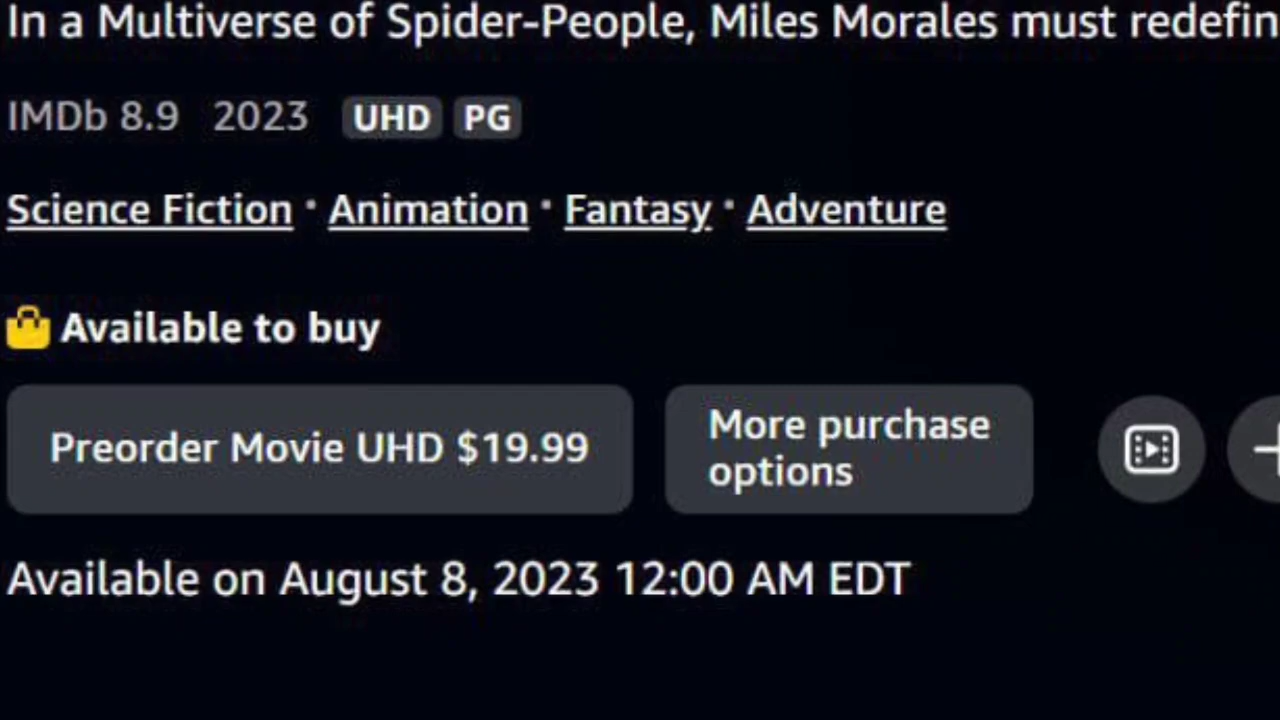 In a Multiverse of Spider-People, Miles Morales must redefin
IMDb 8.9 2023 UHD PG
Science Fiction · Animation · Fantasy · Adventure
Available to buy
Preorder Movie UHD $19.99
More purchase
options
Available on August 8, 2023 12:00 AM EDT